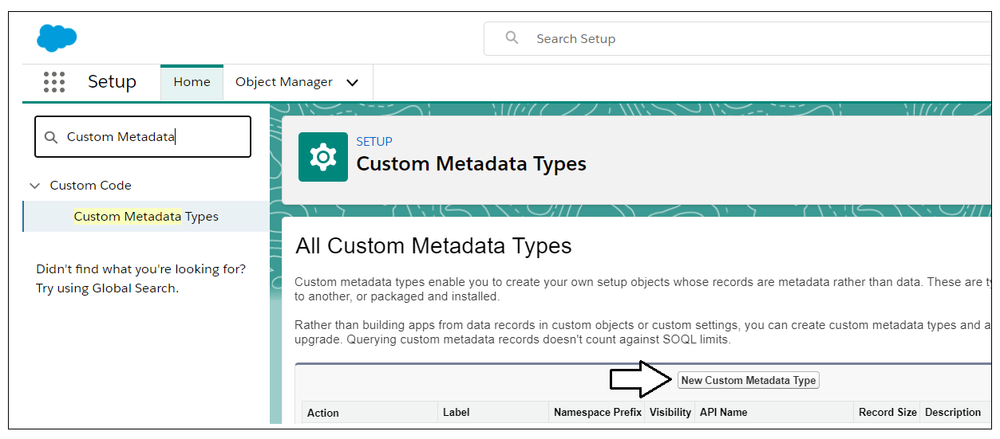 Search Setup
Setup
Home
Object Manager
Custom Metadata
Custom Code
Custom Metadata Types
Didn't find what you're looking for?
Try using Global Search.
SETUP
Custom Metadata Types
All Custom Metadata Types
Custom metadata types enable you to create your own setup objects whose records are metadata rather than data. These are
to another, or packaged and installed.
Rather than building apps from data records in custom objects or custom settings, you can create custom metadata types and
upgrade. Querying custom metadata records doesn't count against SOQL limits.
New Custom Metadata Type
Action Label Namespace Prefix Visibility API Name Record Size Description